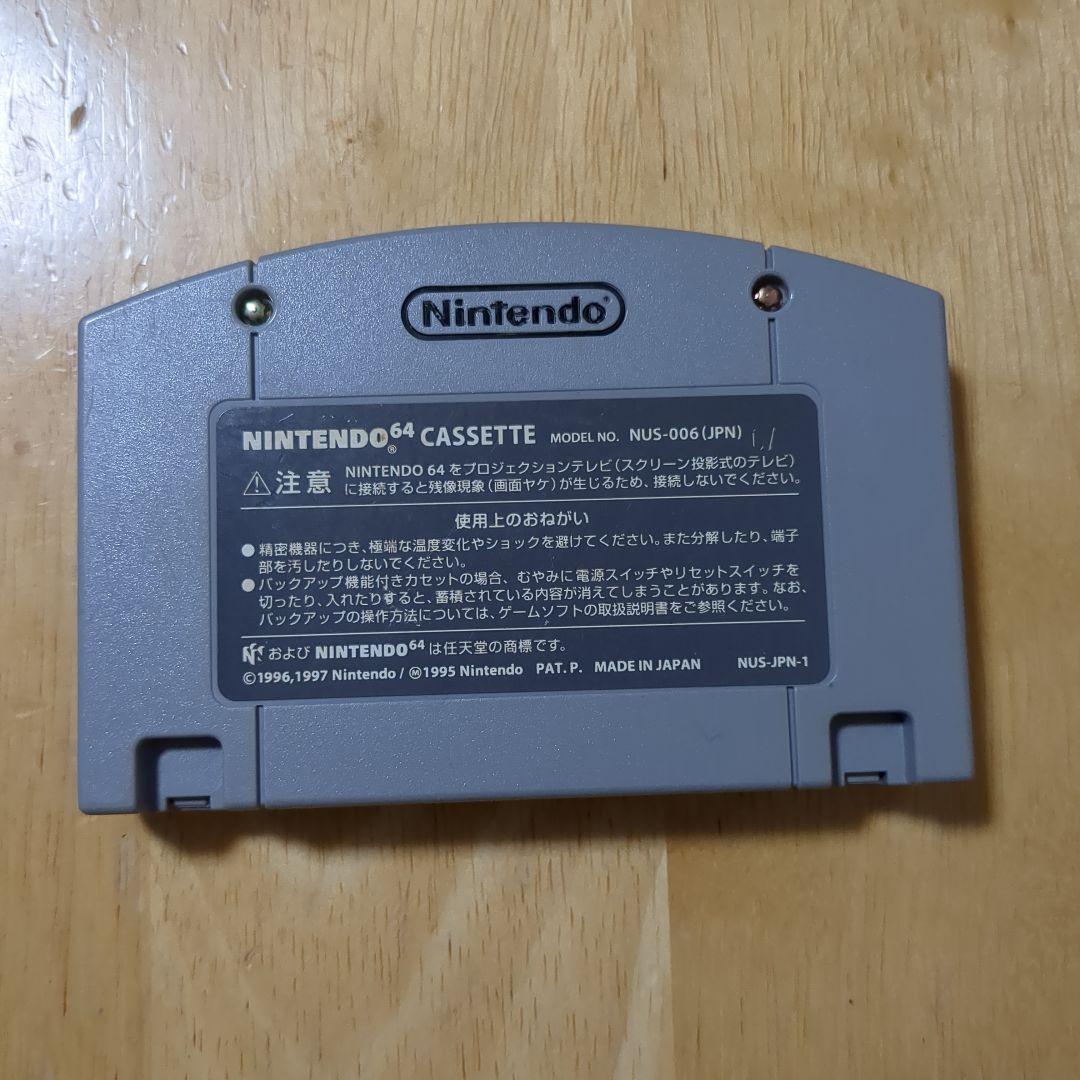 Nintendo®
NINTENDO64® CASSETTE MODEL NO. NUS-006(JPN)
⚠注意 NINTENDO 64 をプロジェクションテレビ(スクリーン投影式のテレビ)
に接続すると残像現象(画面ヤケ)が生じるため、接続しないでください。
使用上のおねがい
●精密機器につき、極端な温度変化やショックを避けてください。また分解したり、端子
部を汚したりしないでください。
●バックアップ機能付きカセットの場合、むやみに電源スイッチやリセットスイッチを
切ったり、入れたりすると、蓄積されている内容が消えてしまうことがあります。なお、
バックアップの操作方法については、ゲームソフトの取扱説明書をご参照ください。
および NINTENDO64 は任天堂の商標です。
©1996,1997 Nintendo / Ⓜ1995 Nintendo PAT. P. MADE IN JAPAN NUS-JPN-1